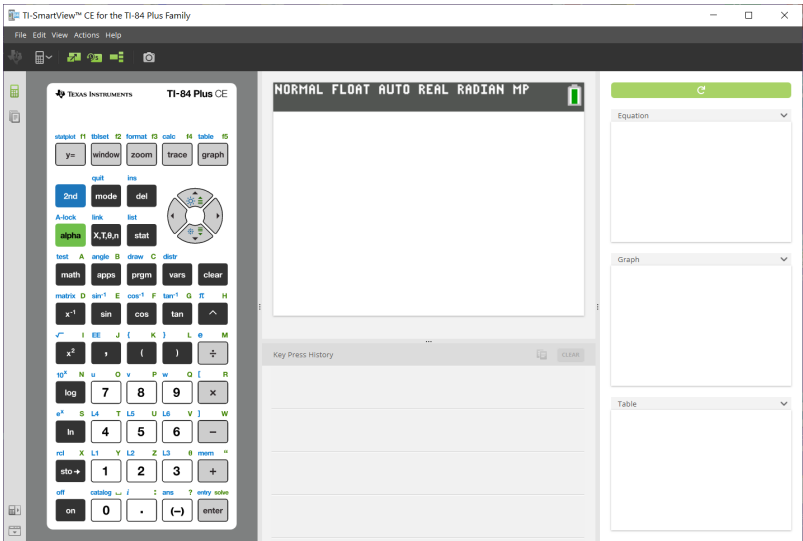 TI-SmartView™ CE for the TI-84 Plus Family
File Edit View Actions Help
TEXAS INSTRUMENTS TI-84 Plus CE
statplot f1 tblset f2 format f3 calc f4 table f5
y= window zoom trace graph
quit ins
2nd mode del
A-lock link list
alpha X,T,θ,n stat
test A angle B draw C distr
math apps prgm vars clear
matrix D sin⁻¹ E cos⁻¹ F tan⁻¹ G π H
x⁻¹ sin cos tan ^
√ I EE J { K } L e M
x² , ( ) ÷
10ˣ N u O v P w Q [ R
log 7 8 9 ×
eˣ S L4 T L5 U L6 V ] W
ln 4 5 6 −
rcl X L1 Y L2 Z L3 θ mem "
sto→ 1 2 3 +
off catalog ⎵ i : ans ? entry solve
on 0 . (−) enter
NORMAL FLOAT AUTO REAL RADIAN MP
Key Press History CLEAR
Equation
Graph
Table